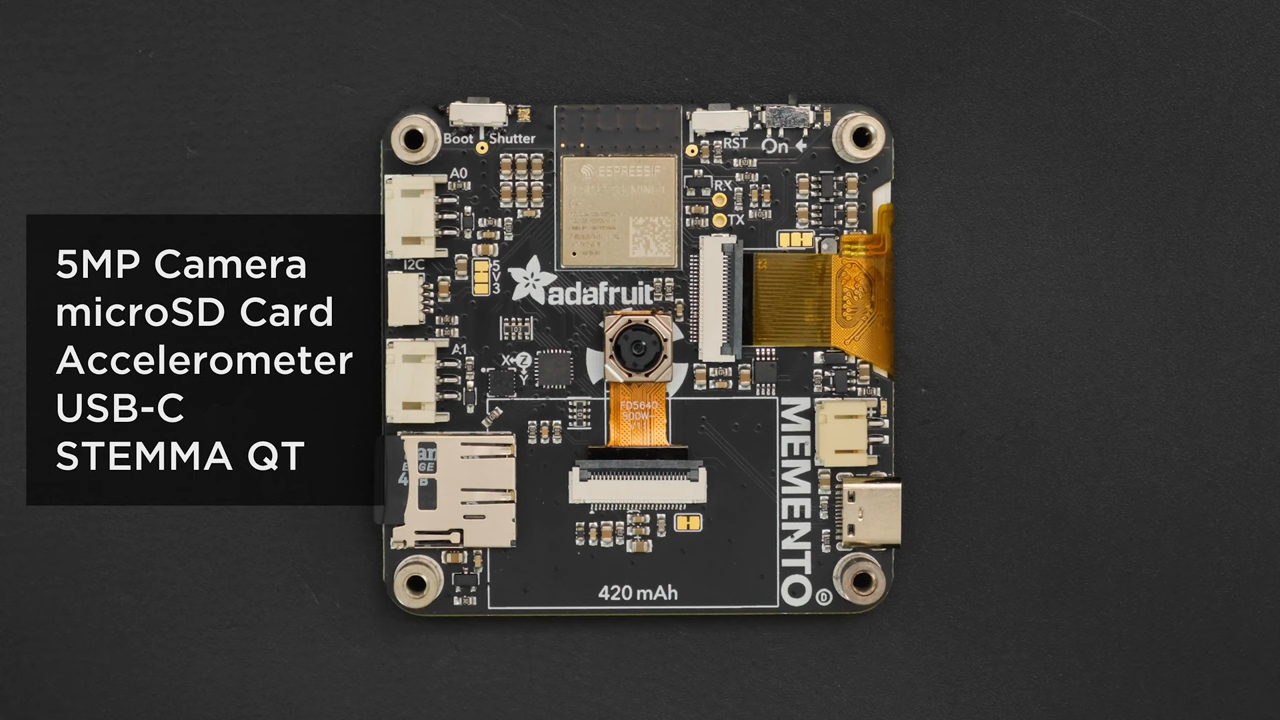 5MP Camera
microSD Card
Accelerometer
USB-C
STEMMA QT
Boot
Shutter
RST
On
A0
ESPRESSIF
RX
TX
I2C
5
V
3
adafruit
A1
X
Z
Y
MEMENTO
420 mAh